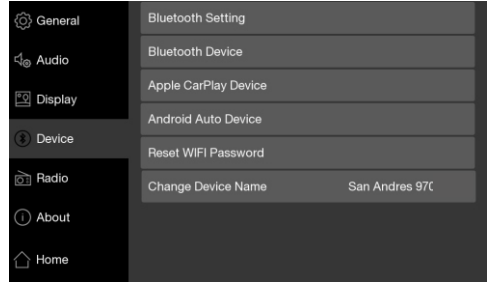 General
Audio
Display
Device
Radio
About
Home
Bluetooth Setting
Bluetooth Device
Apple CarPlay Device
Android Auto Device
Reset WIFI Password
Change Device Name San Andres 970